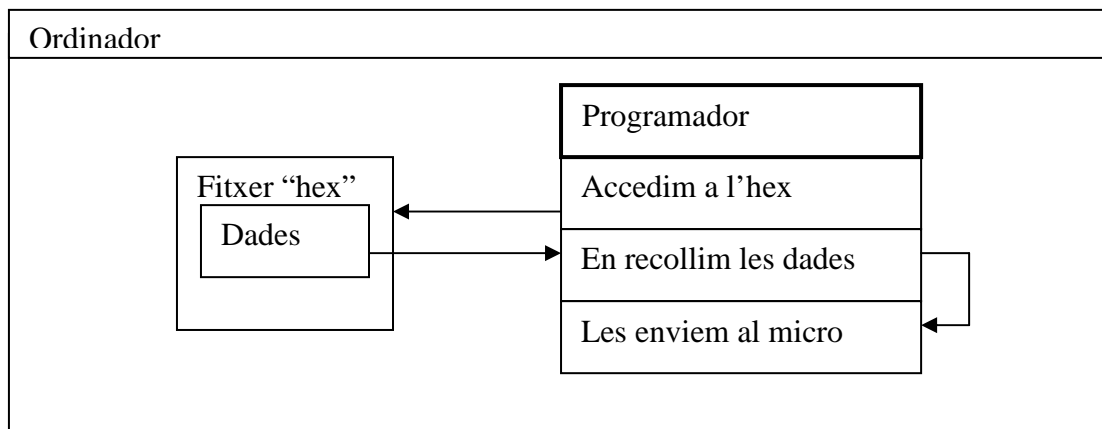 Ordinador
Programador
Fitxer “hex”
Accedim a l’hex
Dades
En recollim les dades
Les enviem al micro